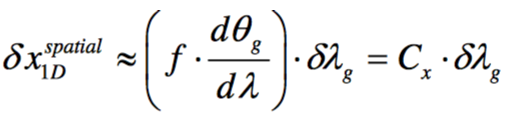 δx_{1D}^{spatial} ≈ (f · dθ_g / dλ) · δλ_g = C_x · δλ_g